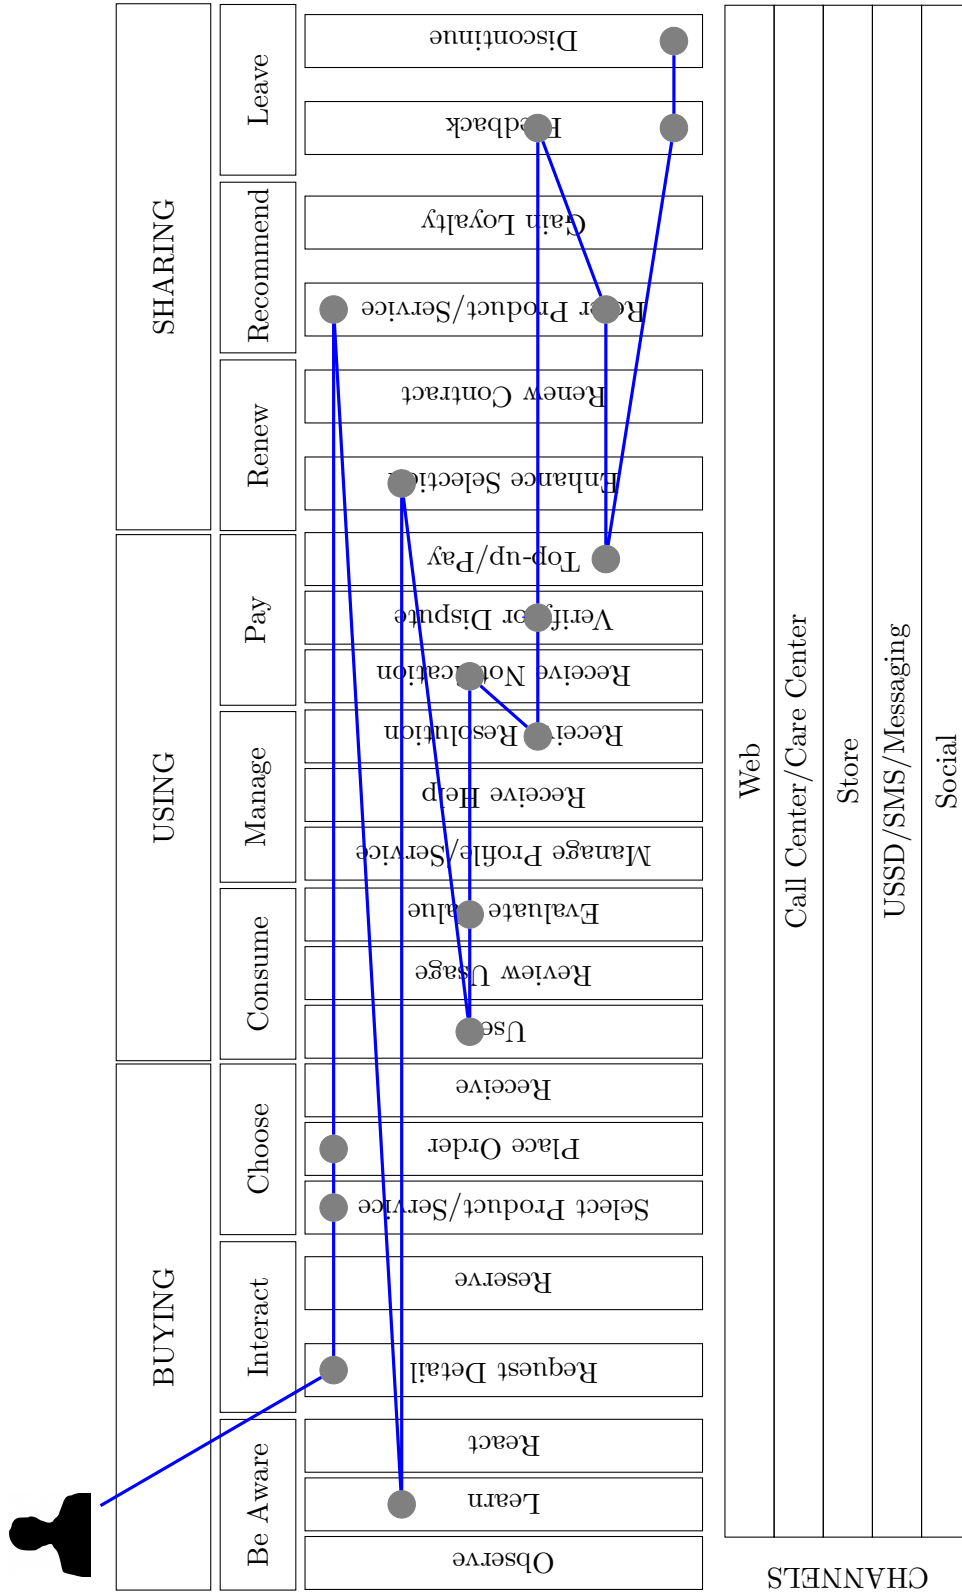 BUYING
USING
SHARING
Be Aware
Interact
Choose
Consume
Manage
Pay
Renew
Recommend
Leave
Observe
Learn
React
Request Detail
Reserve
Select Product/Service
Place Order
Receive
Use
Review Usage
Evaluate Value
Manage Profile/Service
Receive Help
Receive Resolution
Receive Notification
Verify or Dispute
Top-up/Pay
Enhance Selection
Renew Contract
Refer Product/Service
Gain Loyalty
Feedback
Discontinue
CHANNELS
Web
Call Center/Care Center
Store
USSD/SMS/Messaging
Social